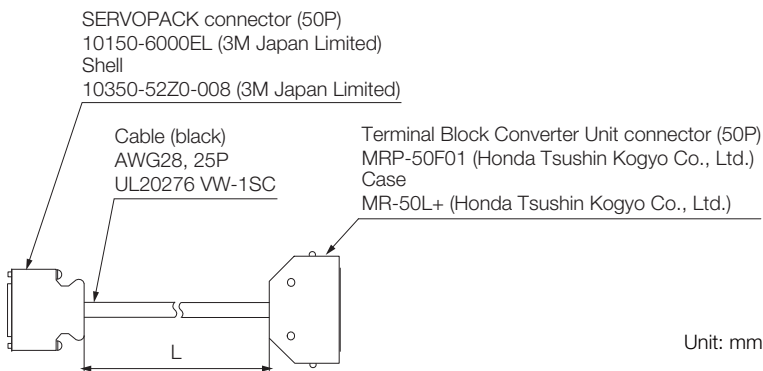 SERVOPACK connector (50P)
10150-6000EL (3M Japan Limited)
Shell
10350-52Z0-008 (3M Japan Limited)
Cable (black)
AWG28, 25P
UL20276 VW-1SC
Terminal Block Converter Unit connector (50P)
MRP-50F01 (Honda Tsushin Kogyo Co., Ltd.)
Case
MR-50L+ (Honda Tsushin Kogyo Co., Ltd.)
L
Unit: mm